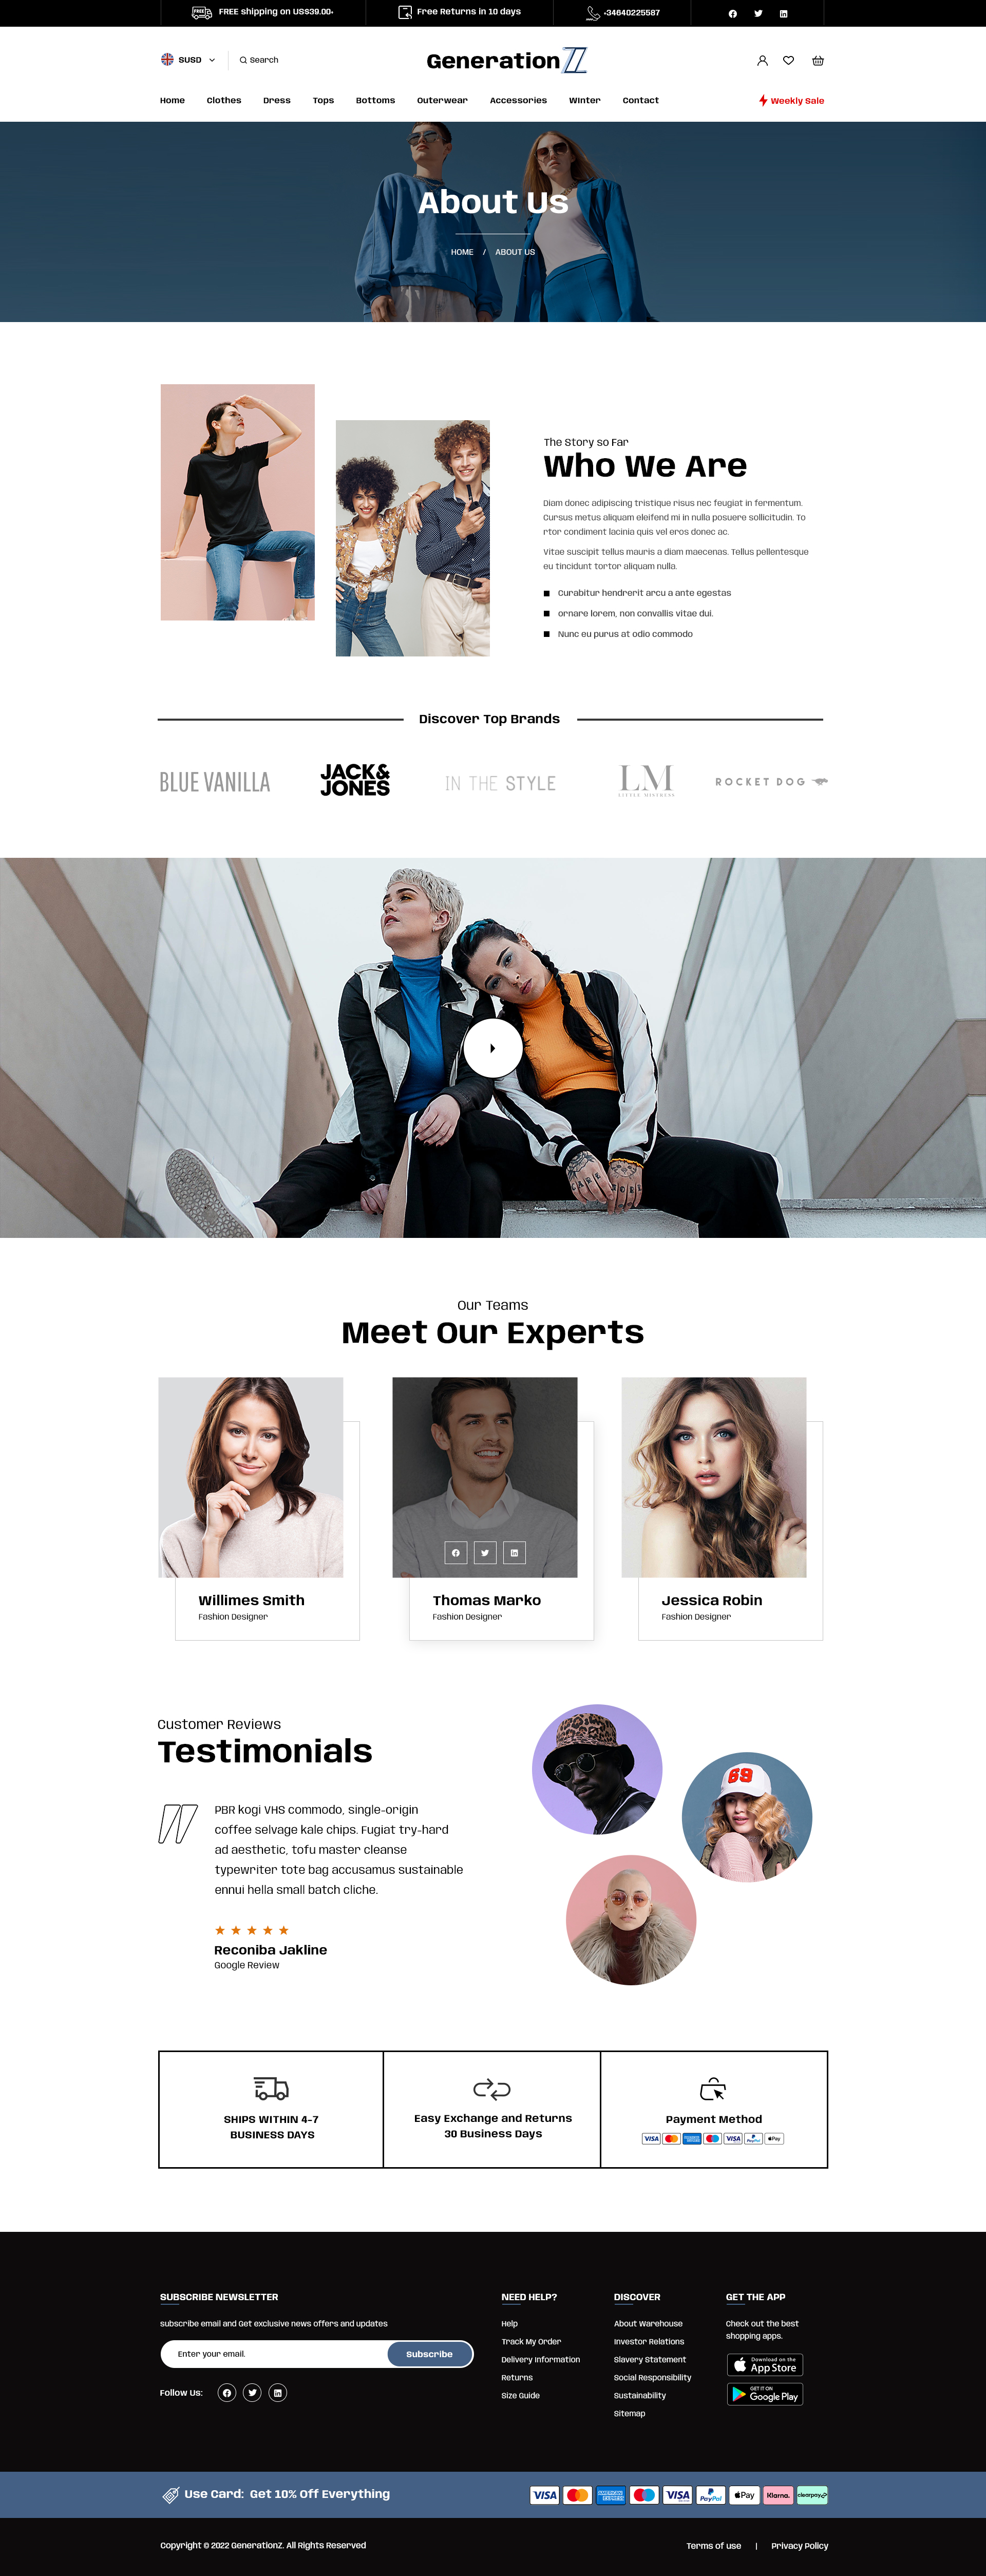 FREE shipping on US$39.00+
Free Returns in 10 days
+34640225587
$USD
Search
GenerationZ
Home
Clothes
Dress
Tops
Bottoms
Outerwear
Accessories
Winter
Contact
Weekly Sale
About Us
HOME / ABOUT US
The Story so Far
Who We Are
Diam donec adipiscing tristique risus nec feugiat in fermentum.
Cursus metus aliquam eleifend mi in nulla posuere sollicitudin. To
rtor condiment lacinia quis vel eros donec ac.
Vitae suscipit tellus mauris a diam maecenas. Tellus pellentesque
eu tincidunt tortor aliquam nulla.
Curabitur hendrerit arcu a ante egestas
ornare lorem, non convallis vitae dui.
Nunc eu purus at odio commodo
Discover Top Brands
BLUE VANILLA
JACK&
JONES
IN THE STYLE
LM
LITTLE MISTRESS
ROCKET DOG
Our Teams
Meet Our Experts
Willimes Smith
Fashion Designer
Thomas Marko
Fashion Designer
Jessica Robin
Fashion Designer
Customer Reviews
Testimonials
PBR kogi VHS commodo, single-origin
coffee selvage kale chips. Fugiat try-hard
ad aesthetic, tofu master cleanse
typewriter tote bag accusamus sustainable
ennui hella small batch cliche.
Reconiba Jakline
Google Review
69
SHIPS WITHIN 4-7
BUSINESS DAYS
Easy Exchange and Returns
30 Business Days
Payment Method
VISA
VISA
PayPal
Pay
SUBSCRIBE NEWSLETTER
subscribe email and Get exclusive news offers and updates
Enter your email.
Subscribe
Follow Us:
NEED HELP?
Help
Track My Order
Delivery Information
Returns
Size Guide
DISCOVER
About Warehouse
Investor Relations
Slavery Statement
Social Responsibility
Sustainability
Sitemap
GET THE APP
Check out the best
shopping apps.
Download on the
App Store
GET IT ON
Google Play
Use Card: Get 10% Off Everything
VISA
AMERICAN EXPRESS
VISA
PayPal
Pay
Klarna.
clearpay
Copyright © 2022 GenerationZ. All Rights Reserved
Terms of use | Privacy Policy